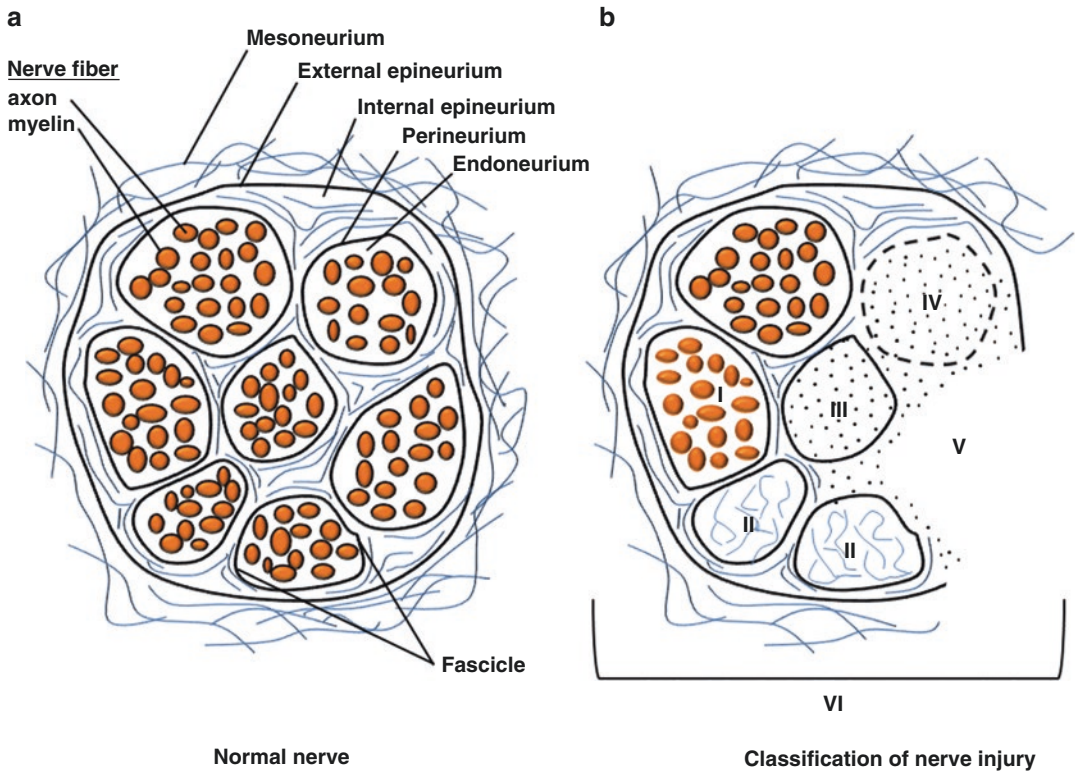 a
Mesoneurium
Nerve fiber
External epineurium
axon
Internal epineurium
myelin
Perineurium
Endoneurium
Fascicle
Normal nerve
b
IV
I
III
V
II
II
VI
Classification of nerve injury